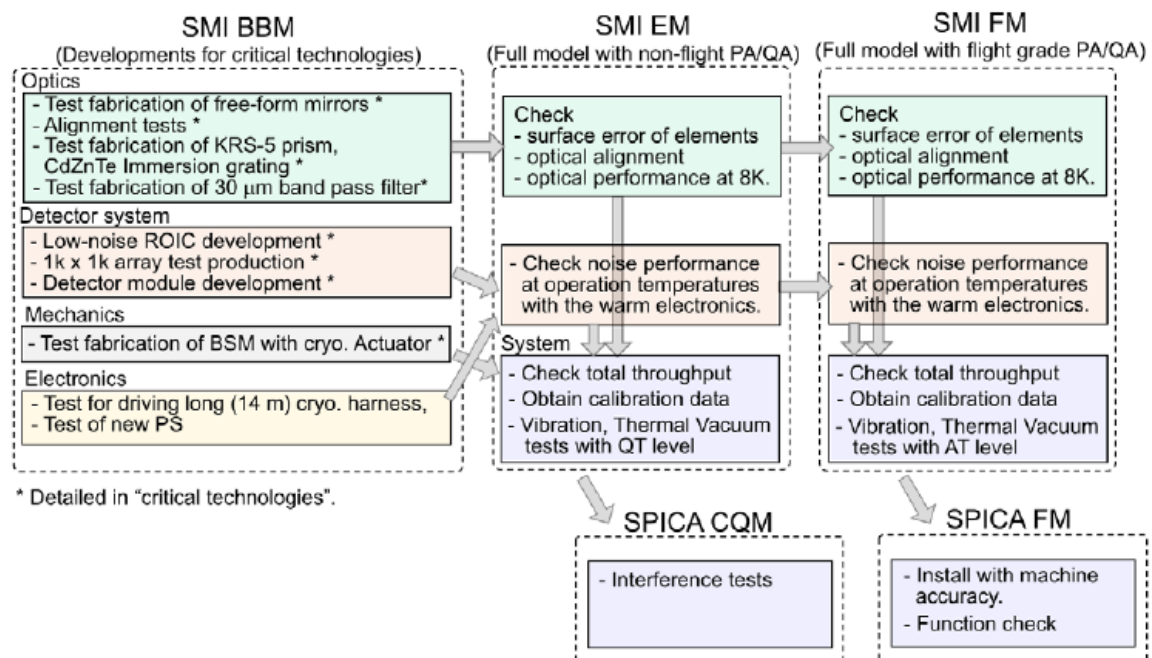 SMI BBM
(Developments for critical technologies)
Optics
- Test fabrication of free-form mirrors *
- Alignment tests *
- Test fabrication of KRS-5 prism,
CdZnTe Immersion grating *
- Test fabrication of 30 μm band pass filter*
Detector system
- Low-noise ROIC development *
- 1k x 1k array test production *
- Detector module development *
Mechanics
- Test fabrication of BSM with cryo. Actuator *
Electronics
- Test for driving long (14 m) cryo. harness,
- Test of new PS
* Detailed in “critical technologies”.
SMI EM
(Full model with non-flight PA/QA)
Check
- surface error of elements
- optical alignment
- optical performance at 8K.
- Check noise performance
at operation temperatures
with the warm electronics.
System
- Check total throughput
- Obtain calibration data
- Vibration, Thermal Vacuum
tests with QT level
SMI FM
(Full model with flight grade PA/QA)
Check
- surface error of elements
- optical alignment
- optical performance at 8K.
- Check noise performance
at operation temperatures
with the warm electronics.
- Check total throughput
- Obtain calibration data
- Vibration, Thermal Vacuum
tests with AT level
SPICA CQM
- Interference tests
SPICA FM
- Install with machine
accuracy.
- Function check